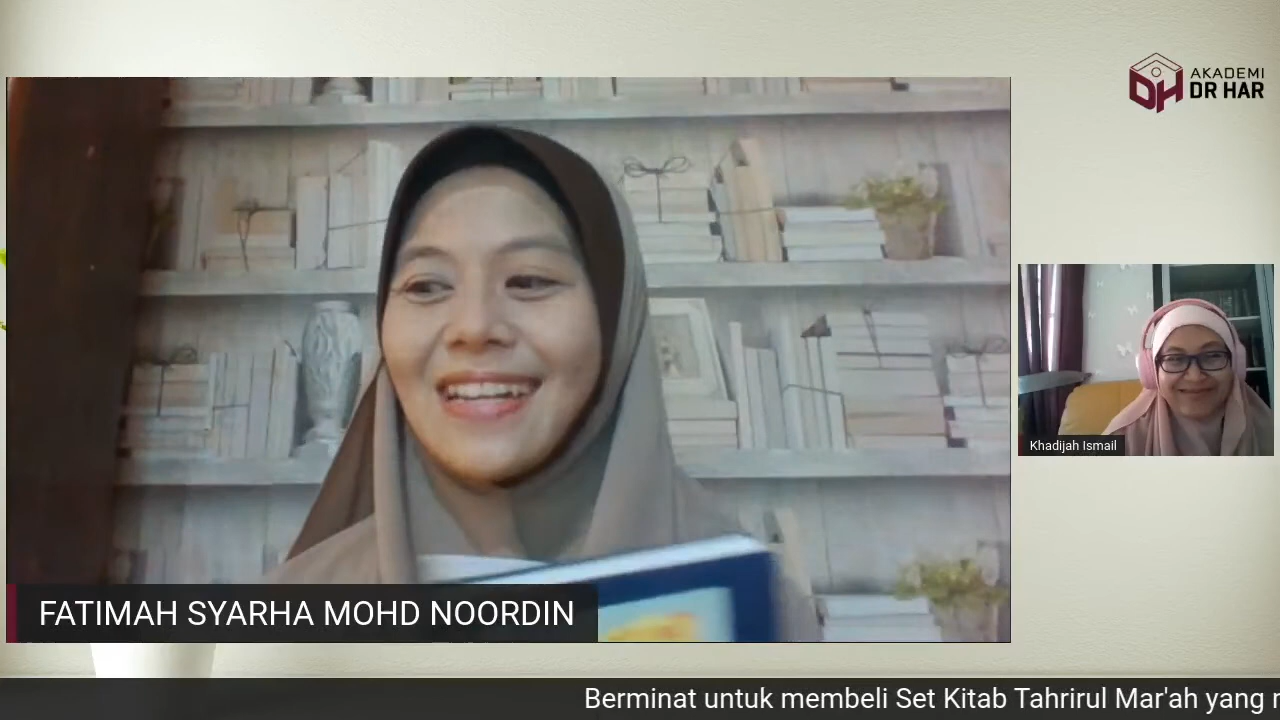 AKADEMI
DR HAR
Khadijah Ismail
FATIMAH SYARHA MOHD NOORDIN
Berminat untuk membeli Set Kitab Tahrirul Mar'ah yang